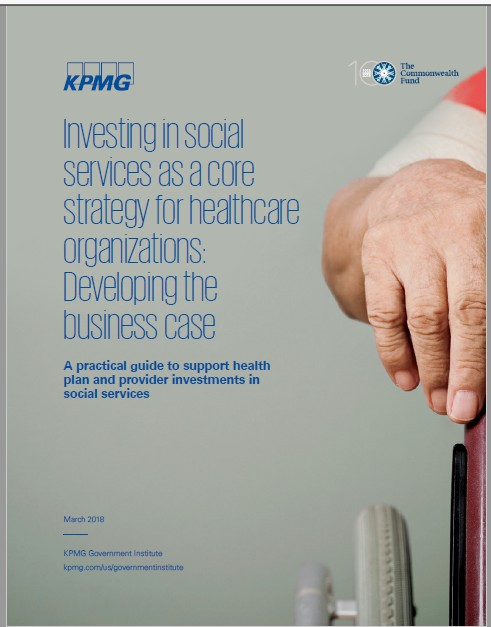 KPMG
The
Commonwealth
Fund
Investing in social
services as a core
strategy for healthcare
organizations:
Developing the
business case
A practical guide to support health
plan and provider investments in
social services
March 2018
KPMG Government Institute
kpmg.com/us/governmentinstitute